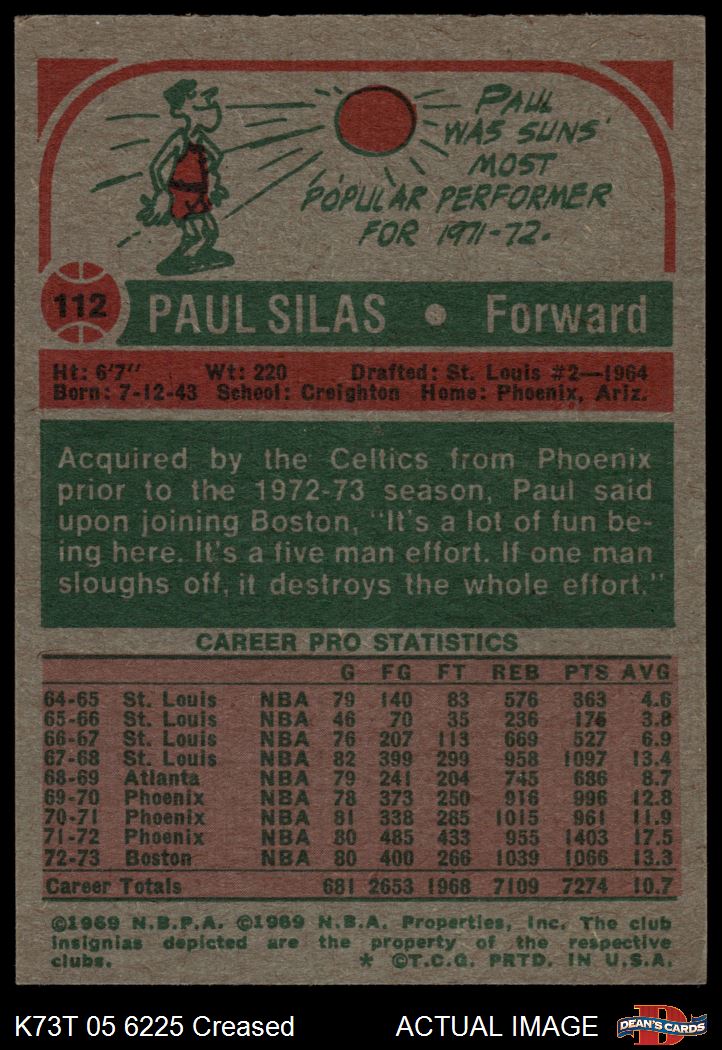 PAUL
WAS SUNS'
MOST
POPULAR PERFORMER
FOR 1971-72.
112 PAUL SILAS • Forward
Ht: 6'7" Wt: 220 Drafted: St. Louis #2—1964
Born: 7-12-43 School: Creighton Home: Phoenix, Ariz.
Acquired by the Celtics from Phoenix
prior to the 1972-73 season, Paul said
upon joining Boston, "It's a lot of fun be-
ing here. It's a five man effort. If one man
sloughs off, it destroys the whole effort."
CAREER PRO STATISTICS
G FG FT REB PTS AVG
64-65 St. Louis NBA 79 140 83 576 363 4.6
65-66 St. Louis NBA 46 70 35 236 175 3.8
66-67 St. Louis NBA 76 207 113 669 527 6.9
67-68 St. Louis NBA 82 399 299 958 1097 13.4
68-69 Atlanta NBA 79 241 204 745 686 8.7
69-70 Phoenix NBA 78 373 250 916 996 12.8
70-71 Phoenix NBA 81 338 285 1015 961 11.9
71-72 Phoenix NBA 80 485 433 955 1403 17.5
72-73 Boston NBA 80 400 266 1039 1066 13.3
Career Totals 681 2653 1968 7109 7274 10.7
©1969 N.B.P.A. ©1969 N.B.A. Properties, Inc. The club
insignias depicted are the property of the respective
clubs. * ©T.C.G. PRTD. IN U.S.A.
K73T 05 6225 Creased ACTUAL IMAGE D DEAN'S CARDS